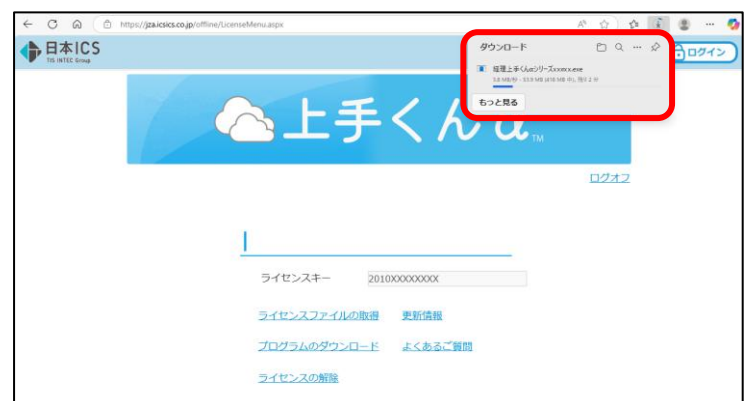 https://jza.icsics.co.jp/offline/LicenseMenu.aspx
日本ICS
TIS INTEC Group
ダウンロード
経理上手くんαシリーズxxxxx.exe
もっと見る
ログイン
上手くんα
TM
ログオフ
ライセンスキー 2010XXXXXXXX
ライセンスファイルの取得 更新情報
プログラムのダウンロード よくあるご質問
ライセンスの解除